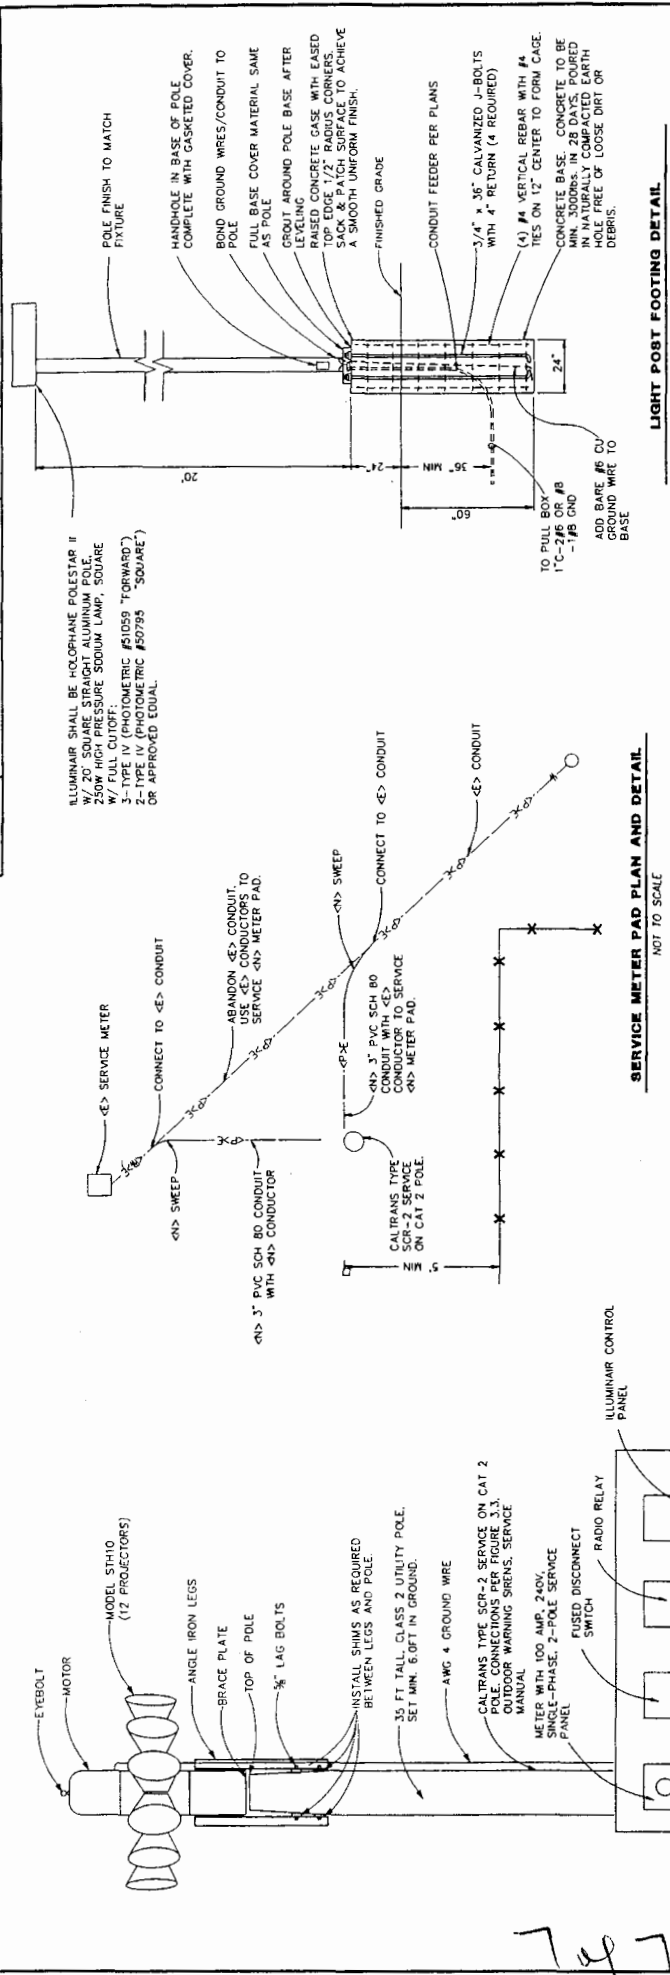 EYEBOLT
MOTOR
MODEL STH10
(12 PROJECTORS)
ANGLE IRON LEGS
BRACE PLATE
TOP OF POLE
⅝" LAG BOLTS
INSTALL SHIMS AS REQUIRED
BETWEEN LEGS AND POLE.
35 FT TALL, CLASS 2 UTILITY POLE,
SET MIN. 6.0FT IN GROUND.
AWG 4 GROUND WIRE
CALTRANS TYPE SCR-2 SERVICE ON CAT 2
POLE. CONNECTIONS PER FIGURE 3.3,
OUTDOOR WARNING SIRENS, SERVICE
MANUAL
METER WITH 100 AMP, 240V,
SINGLE-PHASE, 2-POLE SERVICE
PANEL
FUSED DISCONNECT
SWITCH
RADIO RELAY
ILLUMINAIR CONTROL
PANEL
<E> SERVICE METER
CONNECT TO <E> CONDUIT
<N> SWEEP
<N> 3" PVC SCH 80 CONDUIT
WITH <N> CONDUCTOR
ABANDON <E> CONDUIT.
USE <E> CONDUCTORS TO
SERVICE <N> METER PAD.
<N> SWEEP
CONNECT TO <E> CONDUIT
<E> CONDUIT
<N> 3" PVC SCH 80
CONDUIT WITH <E>
CONDUCTOR TO SERVICE
<N> METER PAD.
CALTRANS TYPE
SCR-2 SERVICE
ON CAT 2 POLE.
5' MIN
SERVICE METER PAD PLAN AND DETAIL
NOT TO SCALE
ILLUMINAIR SHALL BE HOLOPHANE POLESTAR II
W/ 20' SQUARE STRAIGHT ALUMINUM POLE,
250W HIGH PRESSURE SODIUM LAMP, SQUARE
W/ FULL CUTOFF:
3-TYPE IV (PHOTOMETRIC #51059 "FORWARD")
2-TYPE IV (PHOTOMETRIC #50795 "SQUARE")
OR APPROVED EQUAL.
POLE FINISH TO MATCH
FIXTURE
HANDHOLE IN BASE OF POLE
COMPLETE WITH GASKETED COVER.
BOND GROUND WIRES/CONDUIT TO
POLE
FULL BASE COVER MATERIAL SAME
AS POLE
GROUT AROUND POLE BASE AFTER
LEVELING
RAISED CONCRETE GASE WITH EASED
TOP EDGE 1/2" RADIUS CORNERS.
SACK & PATCH SURFACE TO ACHIEVE
A SMOOTH UNIFORM FINISH.
FINISHED GRADE
CONDUIT FEEDER PER PLANS
3/4" x 36" GALVANIZED J-BOLTS
WITH 4" RETURN (4 REQUIRED)
(4) #4 VERTICAL REBAR WITH #4
TIES ON 12" CENTER TO FORM CAGE.
CONCRETE BASE. CONCRETE TO BE
MIN. 3000lbs. IN 28 DAYS, POURED
IN NATURALLY COMPACTED EARTH
HOLE FREE OF LOOSE DIRT OR
DEBRIS.
20'
24"
36" MIN
60"
24"
TO PULL BOX
1"C-2#6 OR #8
-1#8 GND
ADD BARE #6 CU
GROUND WIRE TO
BASE
LIGHT POST FOOTING DETAIL